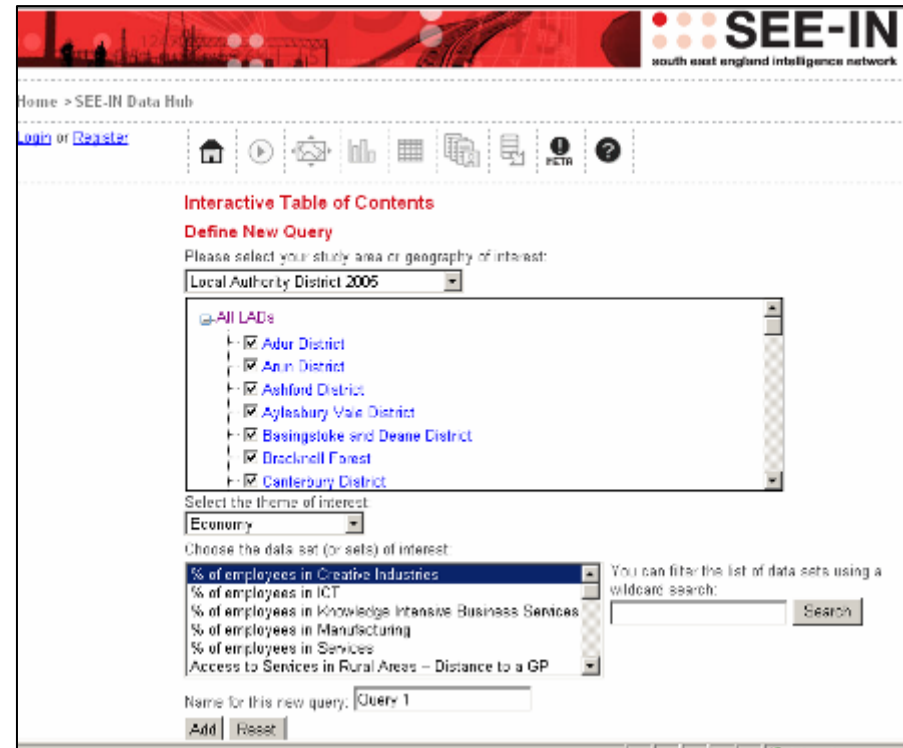 SEE-IN
south east england intelligence network
Home > SEE-IN Data Hub
Login or Register
META
?
Interactive Table of Contents
Define New Query
Please select your study area or geography of interest:
Local Authority District 2005
All LADs
Adur District
Arun District
Ashford District
Aylesbury Vale District
Basingstoke and Deane District
Bracknell Forest
Canterbury District
Select the theme of interest:
Economy
Choose the data set (or sets) of interest:
% of employees in Creative Industries
% of employees in ICT
% of employees in Knowledge Intensive Business Services
% of employees in Manufacturing
% of employees in Services
Access to Services in Rural Areas – Distance to a GP
You can filter the list of data sets using a
wildcard search:
Search
Name for this new query: Query 1
Add Reset